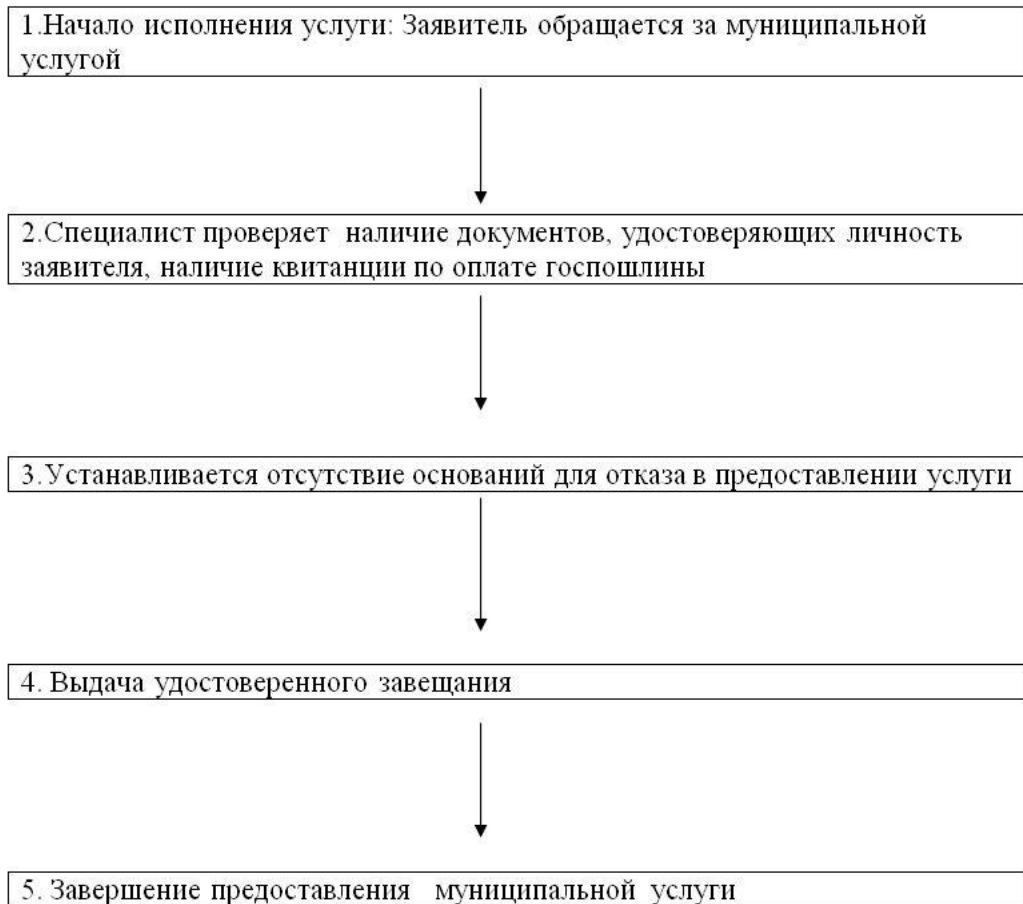 1.Начало исполнения услуги: Заявитель обращается за муниципальной
услугой
2.Специалист проверяет наличие документов, удостоверяющих личность
заявителя, наличие квитанции по оплате госпошлины
3.Устанавливается отсутствие оснований для отказа в предоставлении услуги
4. Выдача удостоверенного завещания
5. Завершение предоставления муниципальной услуги